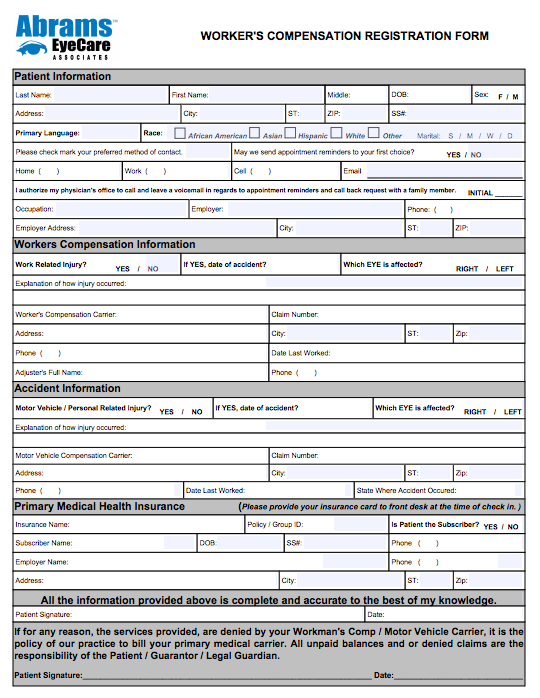 Abrams™
EyeCare
ASSOCIATES
WORKER'S COMPENSATION REGISTRATION FORM
Patient Information
Last Name: First Name: Middle: DOB: Sex: F / M
Address: City: ST: ZIP: SS#:
Primary Language: Race: African American Asian Hispanic White Other Marital: S / M / W / D
Please check mark your preferred method of contact. May we send appointment reminders to your first choice? YES / NO
Home ( ) Work ( ) Cell ( ) Email
I authorize my physician's office to call and leave a voicemail in regards to appointment reminders and call back request with a family member. INITIAL ______
Occupation: Employer: Phone: ( )
Employer Address: City: ST: ZIP:
Workers Compensation Information
Work Related Injury? YES / NO If YES, date of accident? Which EYE is affected? RIGHT / LEFT
Explanation of how injury occurred:
Worker's Compensation Carrier: Claim Number:
Address: City: ST: Zip:
Phone ( ) Date Last Worked:
Adjuster's Full Name: Phone ( )
Accident Information
Motor Vehicle / Personal Related Injury? YES / NO If YES, date of accident? Which EYE is affected? RIGHT / LEFT
Explanation of how injury occurred:
Motor Vehicle Compensation Carrier: Claim Number:
Address: City: ST: Zip:
Phone ( ) Date Last Worked: State Where Accident Occured:
Primary Medical Health Insurance (Please provide your insurance card to front desk at the time of check in.)
Insurance Name: Policy / Group ID: Is Patient the Subscriber? YES / NO
Subscriber Name: DOB: SS#: Phone ( )
Employer Name: Phone ( )
Address: City: ST: Zip:
All the information provided above is complete and accurate to the best of my knowledge.
Patient Signature: Date:
If for any reason, the services provided, are denied by your Workman's Comp / Motor Vehicle Carrier, it is the
policy of our practice to bill your primary medical carrier. All unpaid balances or denied claims are the
responsibility of the Patient / Guarantor / Legal Guardian.
Patient Signature:______ Date:______